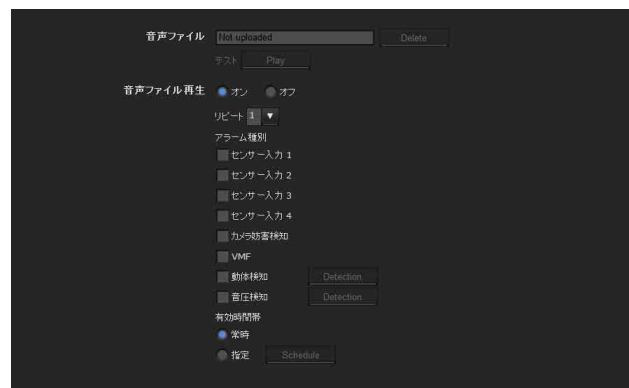 音声ファイル Not uploaded Delete
テスト Play
音声ファイル再生 オン オフ
リピート 1 ▼
アラーム種別
センサー入力 1
センサー入力 2
センサー入力 3
センサー入力 4
カメラ妨害検知
VMF
動体検知 Detection
音圧検知 Detection
有効時間帯
常時
指定 Schedule